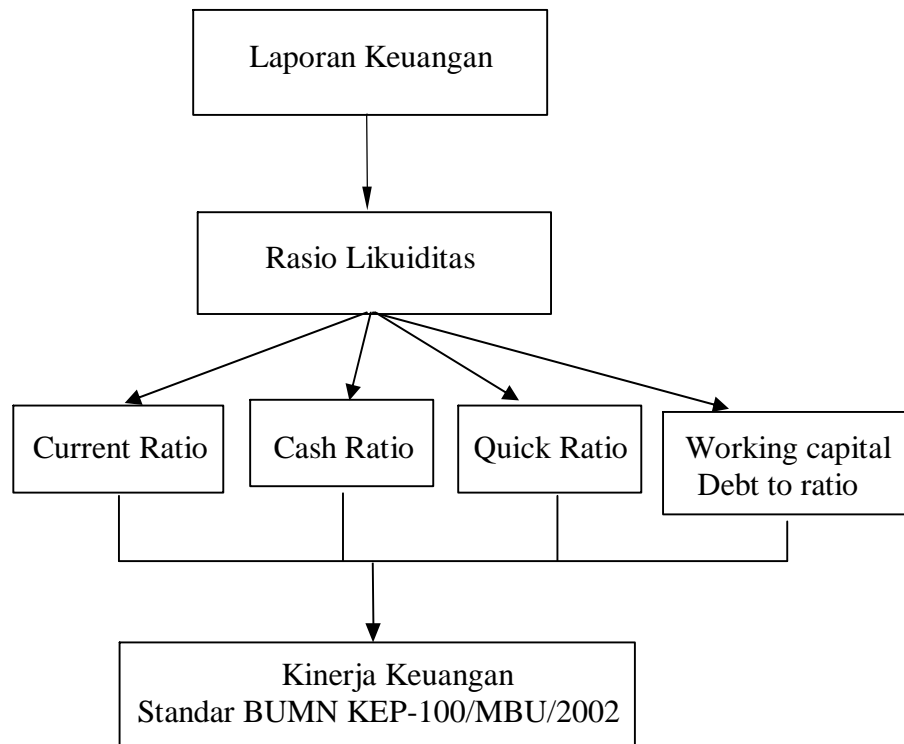 Laporan Keuangan
Rasio Likuiditas
Current Ratio
Cash Ratio
Quick Ratio
Working capital
Debt to ratio
Kinerja Keuangan
Standar BUMN KEP-100/MBU/2002